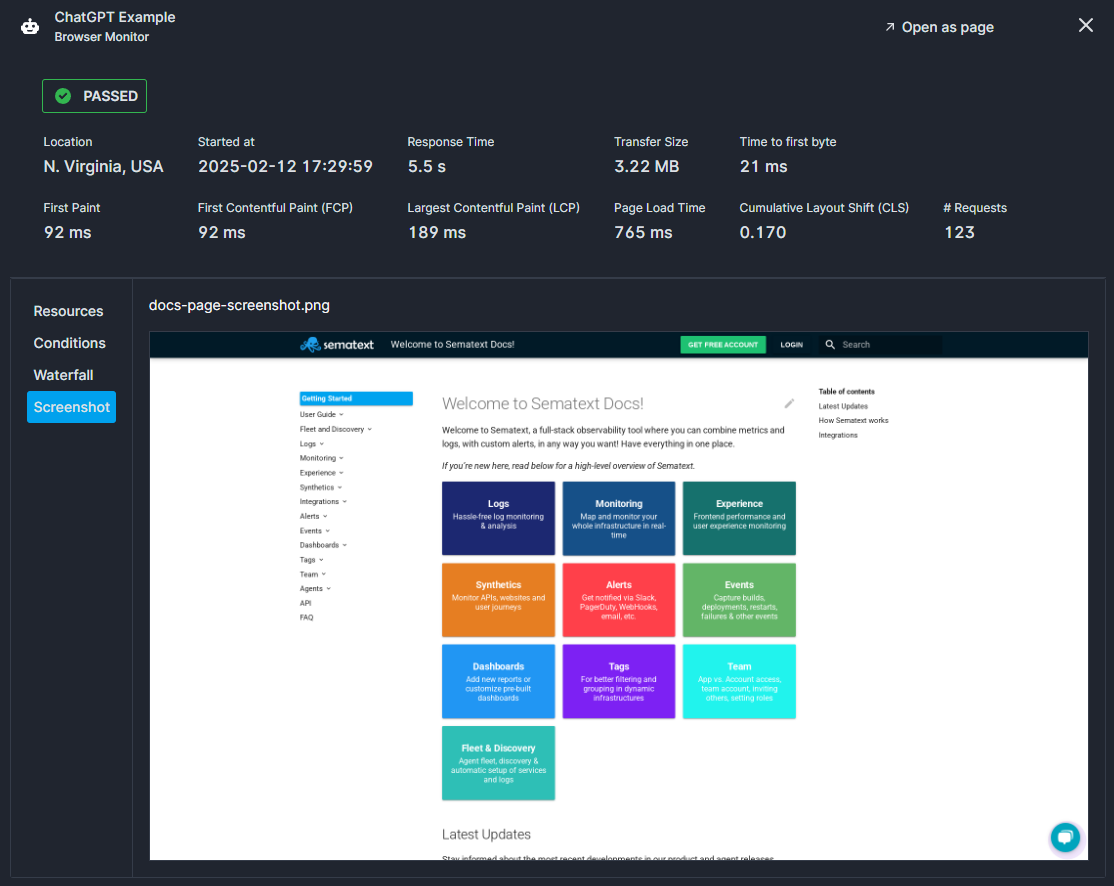 ChatGPT Example
Browser Monitor
Open as page
PASSED
Location
N. Virginia, USA
Started at
2025-02-12 17:29:59
Response Time
5.5 s
Transfer Size
3.22 MB
Time to first byte
21 ms
First Paint
92 ms
First Contentful Paint (FCP)
92 ms
Largest Contentful Paint (LCP)
189 ms
Page Load Time
765 ms
Cumulative Layout Shift (CLS)
0.170
# Requests
123
Resources
Conditions
Waterfall
Screenshot
docs-page-screenshot.png
sematext
Welcome to Sematext Docs!
GET FREE ACCOUNT
LOGIN
Search
Getting Started
User Guide
Fleet and Discovery
Logs
Monitoring
Experience
Synthetics
Integrations
Alerts
Events
Dashboards
Tags
Team
Agents
API
FAQ
Welcome to Sematext Docs!
Welcome to Sematext, a full-stack observability tool where you can combine metrics and
logs, with custom alerts, in any way you want! Have everything in one place.
If you're new here, read below for a high-level overview of Sematext.
Logs
Hassle-free log monitoring
& analysis
Monitoring
Map and monitor your
whole infrastructure in real-
time
Experience
Frontend performance and
user experience monitoring
Synthetics
Monitor APIs, websites and
user journeys
Alerts
Get notified via Slack,
PagerDuty, WebHooks,
email, etc.
Events
Capture builds,
deployments, restarts,
failures & other events
Dashboards
Add new reports or
customize pre-built
dashboards
Tags
For better filtering and
grouping in dynamic
infrastructures
Team
App vs. Account access,
team account, inviting
others, setting roles
Fleet & Discovery
Agent fleet, discovery &
automatic setup of services
and logs
Latest Updates
Stay informed about the most recent developments in our product and agent releases
Table of contents
Latest Updates
How Sematext works
Integrations